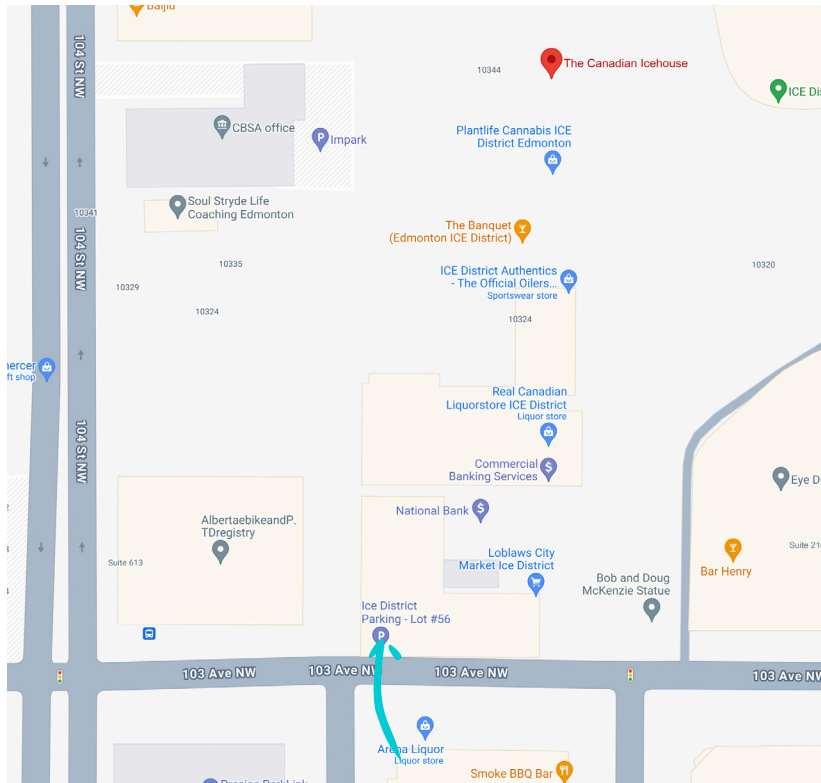 Baijiu
104 St NW
10344
The Canadian Icehouse
ICE Dis
CBSA office
Impark
Plantlife Cannabis ICE
District Edmonton
Soul Stryde Life
Coaching Edmonton
10341
104 St NW
The Banquet
(Edmonton ICE District)
10335
10329
10324
ICE District Authentics
- The Official Oilers...
Sportswear store
10320
10324
mercer
ft shop
Real Canadian
Liquorstore ICE District
Liquor store
104 St NW
Commercial
Banking Services
Eye D
National Bank
AlbertaebikeandP.
TDregistry
Suite 613
Loblaws City
Market Ice District
Suite 210
Bar Henry
Bob and Doug
McKenzie Statue
Ice District
Parking - Lot #56
P
103 Ave NW
103 Ave NW
103 Ave NW
103 Ave NW
Arena Liquor
Liquor store
Smoke BBQ Bar
Precise ParkLink